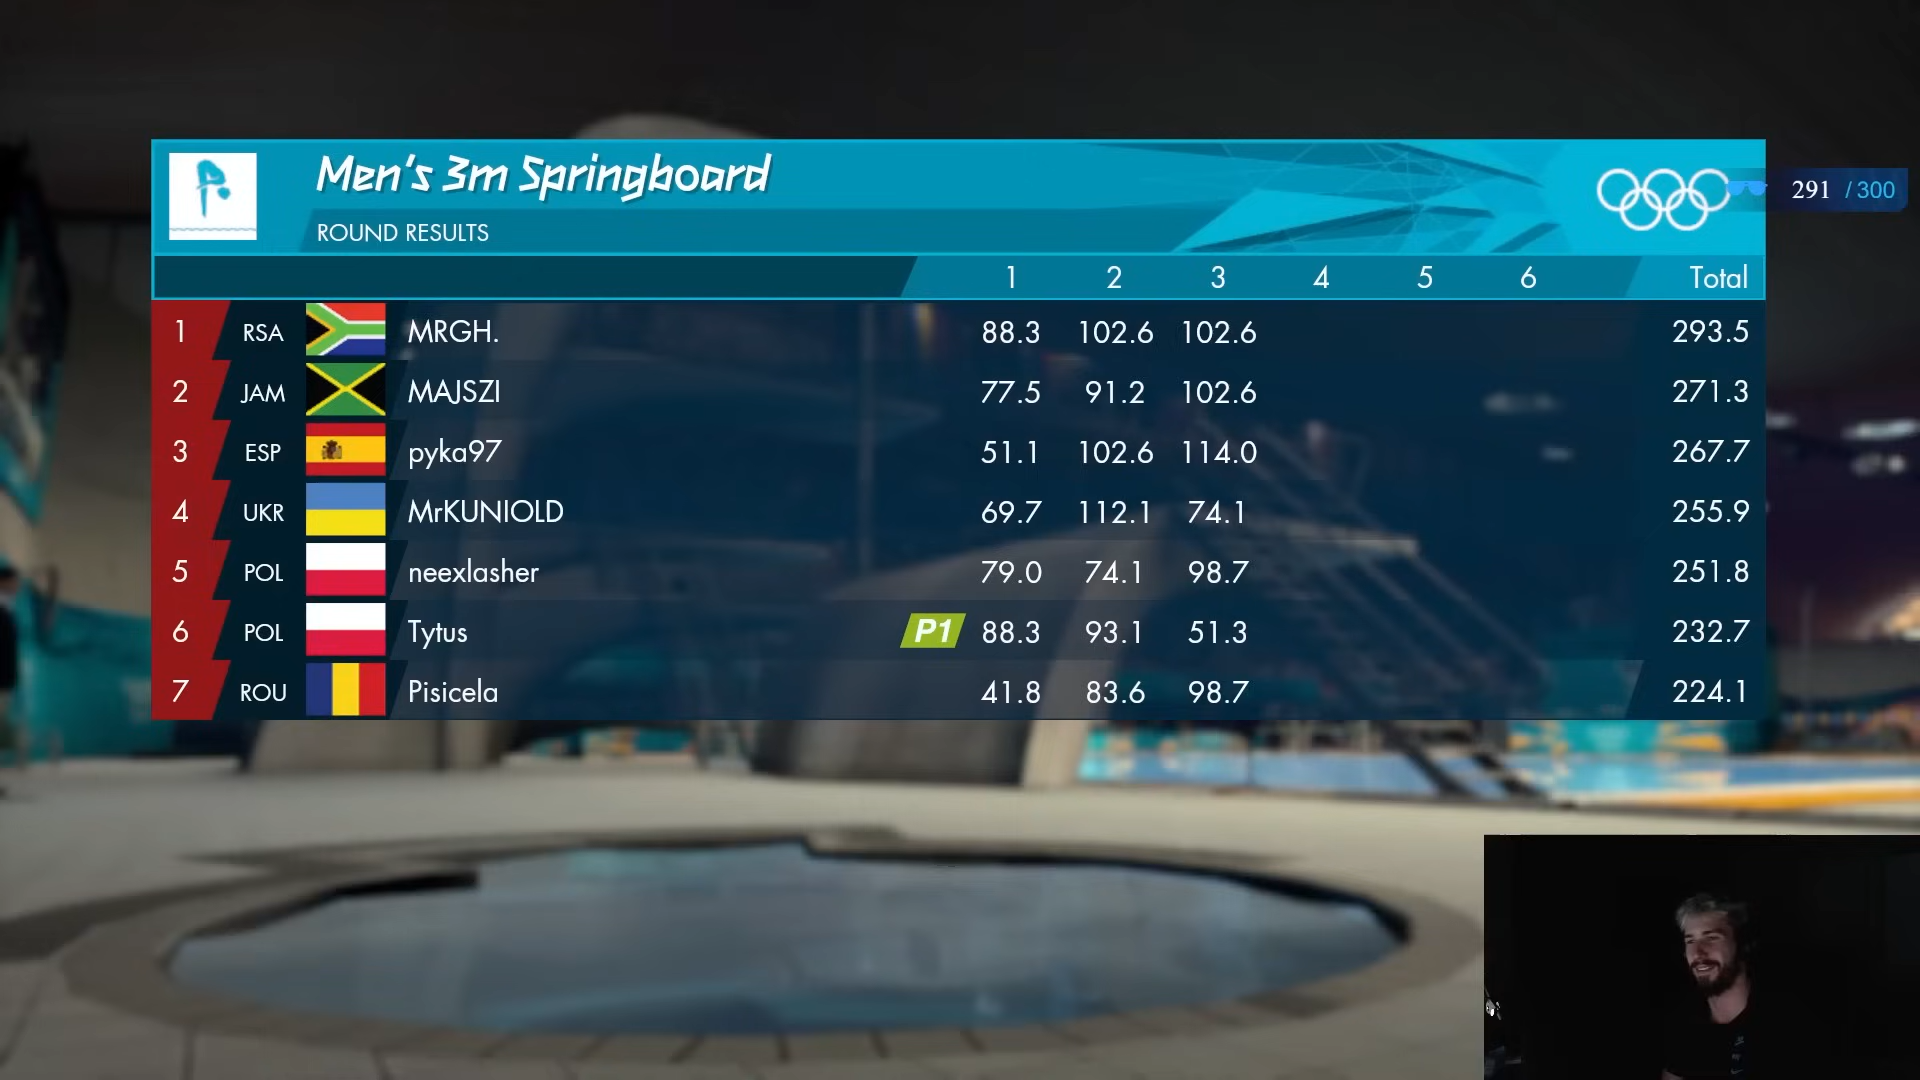 Men's 3m Springboard
ROUND RESULTS
291 / 300
1 2 3 4 5 6 Total
1 RSA MRGH. 88.3 102.6 102.6 293.5
2 JAM MAJSZI 77.5 91.2 102.6 271.3
3 ESP pyka97 51.1 102.6 114.0 267.7
4 UKR MrKUNIOLD 69.7 112.1 74.1 255.9
5 POL neexlasher 79.0 74.1 98.7 251.8
6 POL Tytus P1 88.3 93.1 51.3 232.7
7 ROU Pisicela 41.8 83.6 98.7 224.1